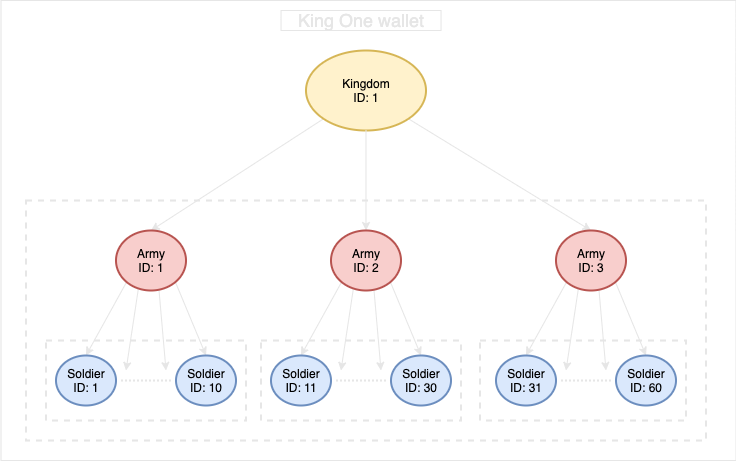 King One wallet
Kingdom
ID: 1
Army
ID: 1
Army
ID: 2
Army
ID: 3
Soldier
ID: 1
Soldier
ID: 10
Soldier
ID: 11
Soldier
ID: 30
Soldier
ID: 31
Soldier
ID: 60